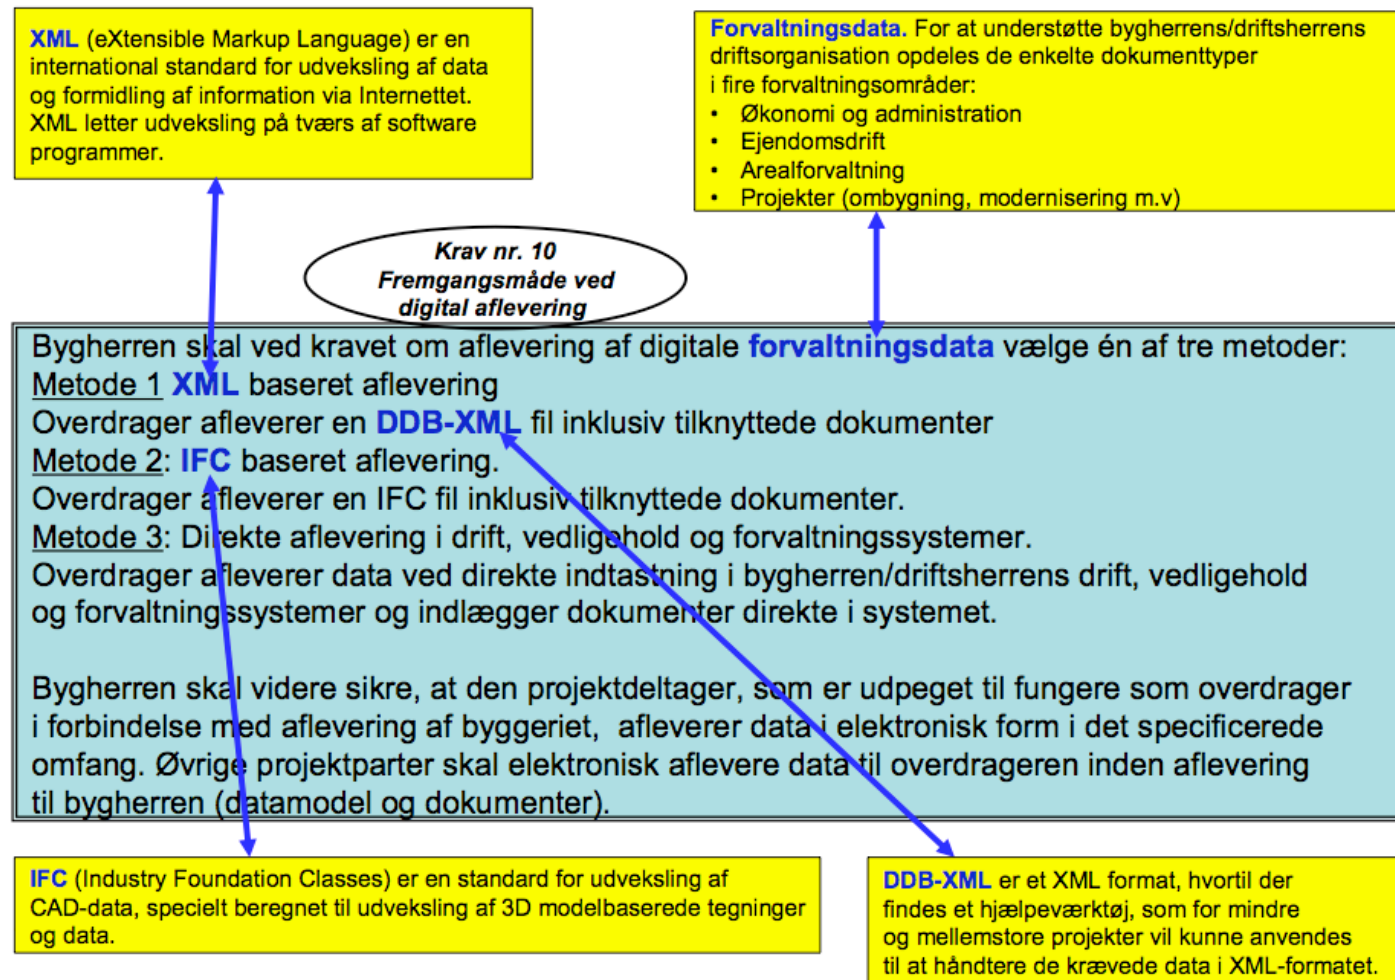 XML (eXtensible Markup Language) er en
international standard for udveksling af data
og formidling af information via Internettet.
XML letter udveksling på tværs af software
programmer.
Forvaltningsdata. For at understøtte bygherrens/driftsherrens
driftsorganisation opdeles de enkelte dokumenttyper
i fire forvaltningsområder:
• Økonomi og administration
• Ejendomsdrift
• Arealforvaltning
• Projekter (ombygning, modernisering m.v)
Krav nr. 10
Fremgangsmåde ved
digital aflevering
Bygherren skal ved kravet om aflevering af digitale forvaltningsdata vælge én af tre metoder:
Metode 1 XML baseret aflevering
Overdrager afleverer en DDB-XML fil inklusiv tilknyttede dokumenter
Metode 2: IFC baseret aflevering.
Overdrager afleverer en IFC fil inklusiv tilknyttede dokumenter.
Metode 3: Direkte aflevering i drift, vedligehold og forvaltningssystemer.
Overdrager afleverer data ved direkte indtastning i bygherren/driftsherrens drift, vedligehold
og forvaltningssystemer og indlægger dokumenter direkte i systemet.
Bygherren skal videre sikre, at den projektdeltager, som er udpeget til fungere som overdrager
i forbindelse med aflevering af byggeriet, afleverer data i elektronisk form i det specificerede
omfang. Øvrige projektparter skal elektronisk aflevere data til overdrageren inden aflevering
til bygherren (datamodel og dokumenter).
IFC (Industry Foundation Classes) er en standard for udveksling af
CAD-data, specielt beregnet til udveksling af 3D modelbaserede tegninger
og data.
DDB-XML er et XML format, hvortil der
findes et hjælpeværktøj, som for mindre
og mellemstore projekter vil kunne anvendes
til at håndtere de krævede data i XML-formatet.